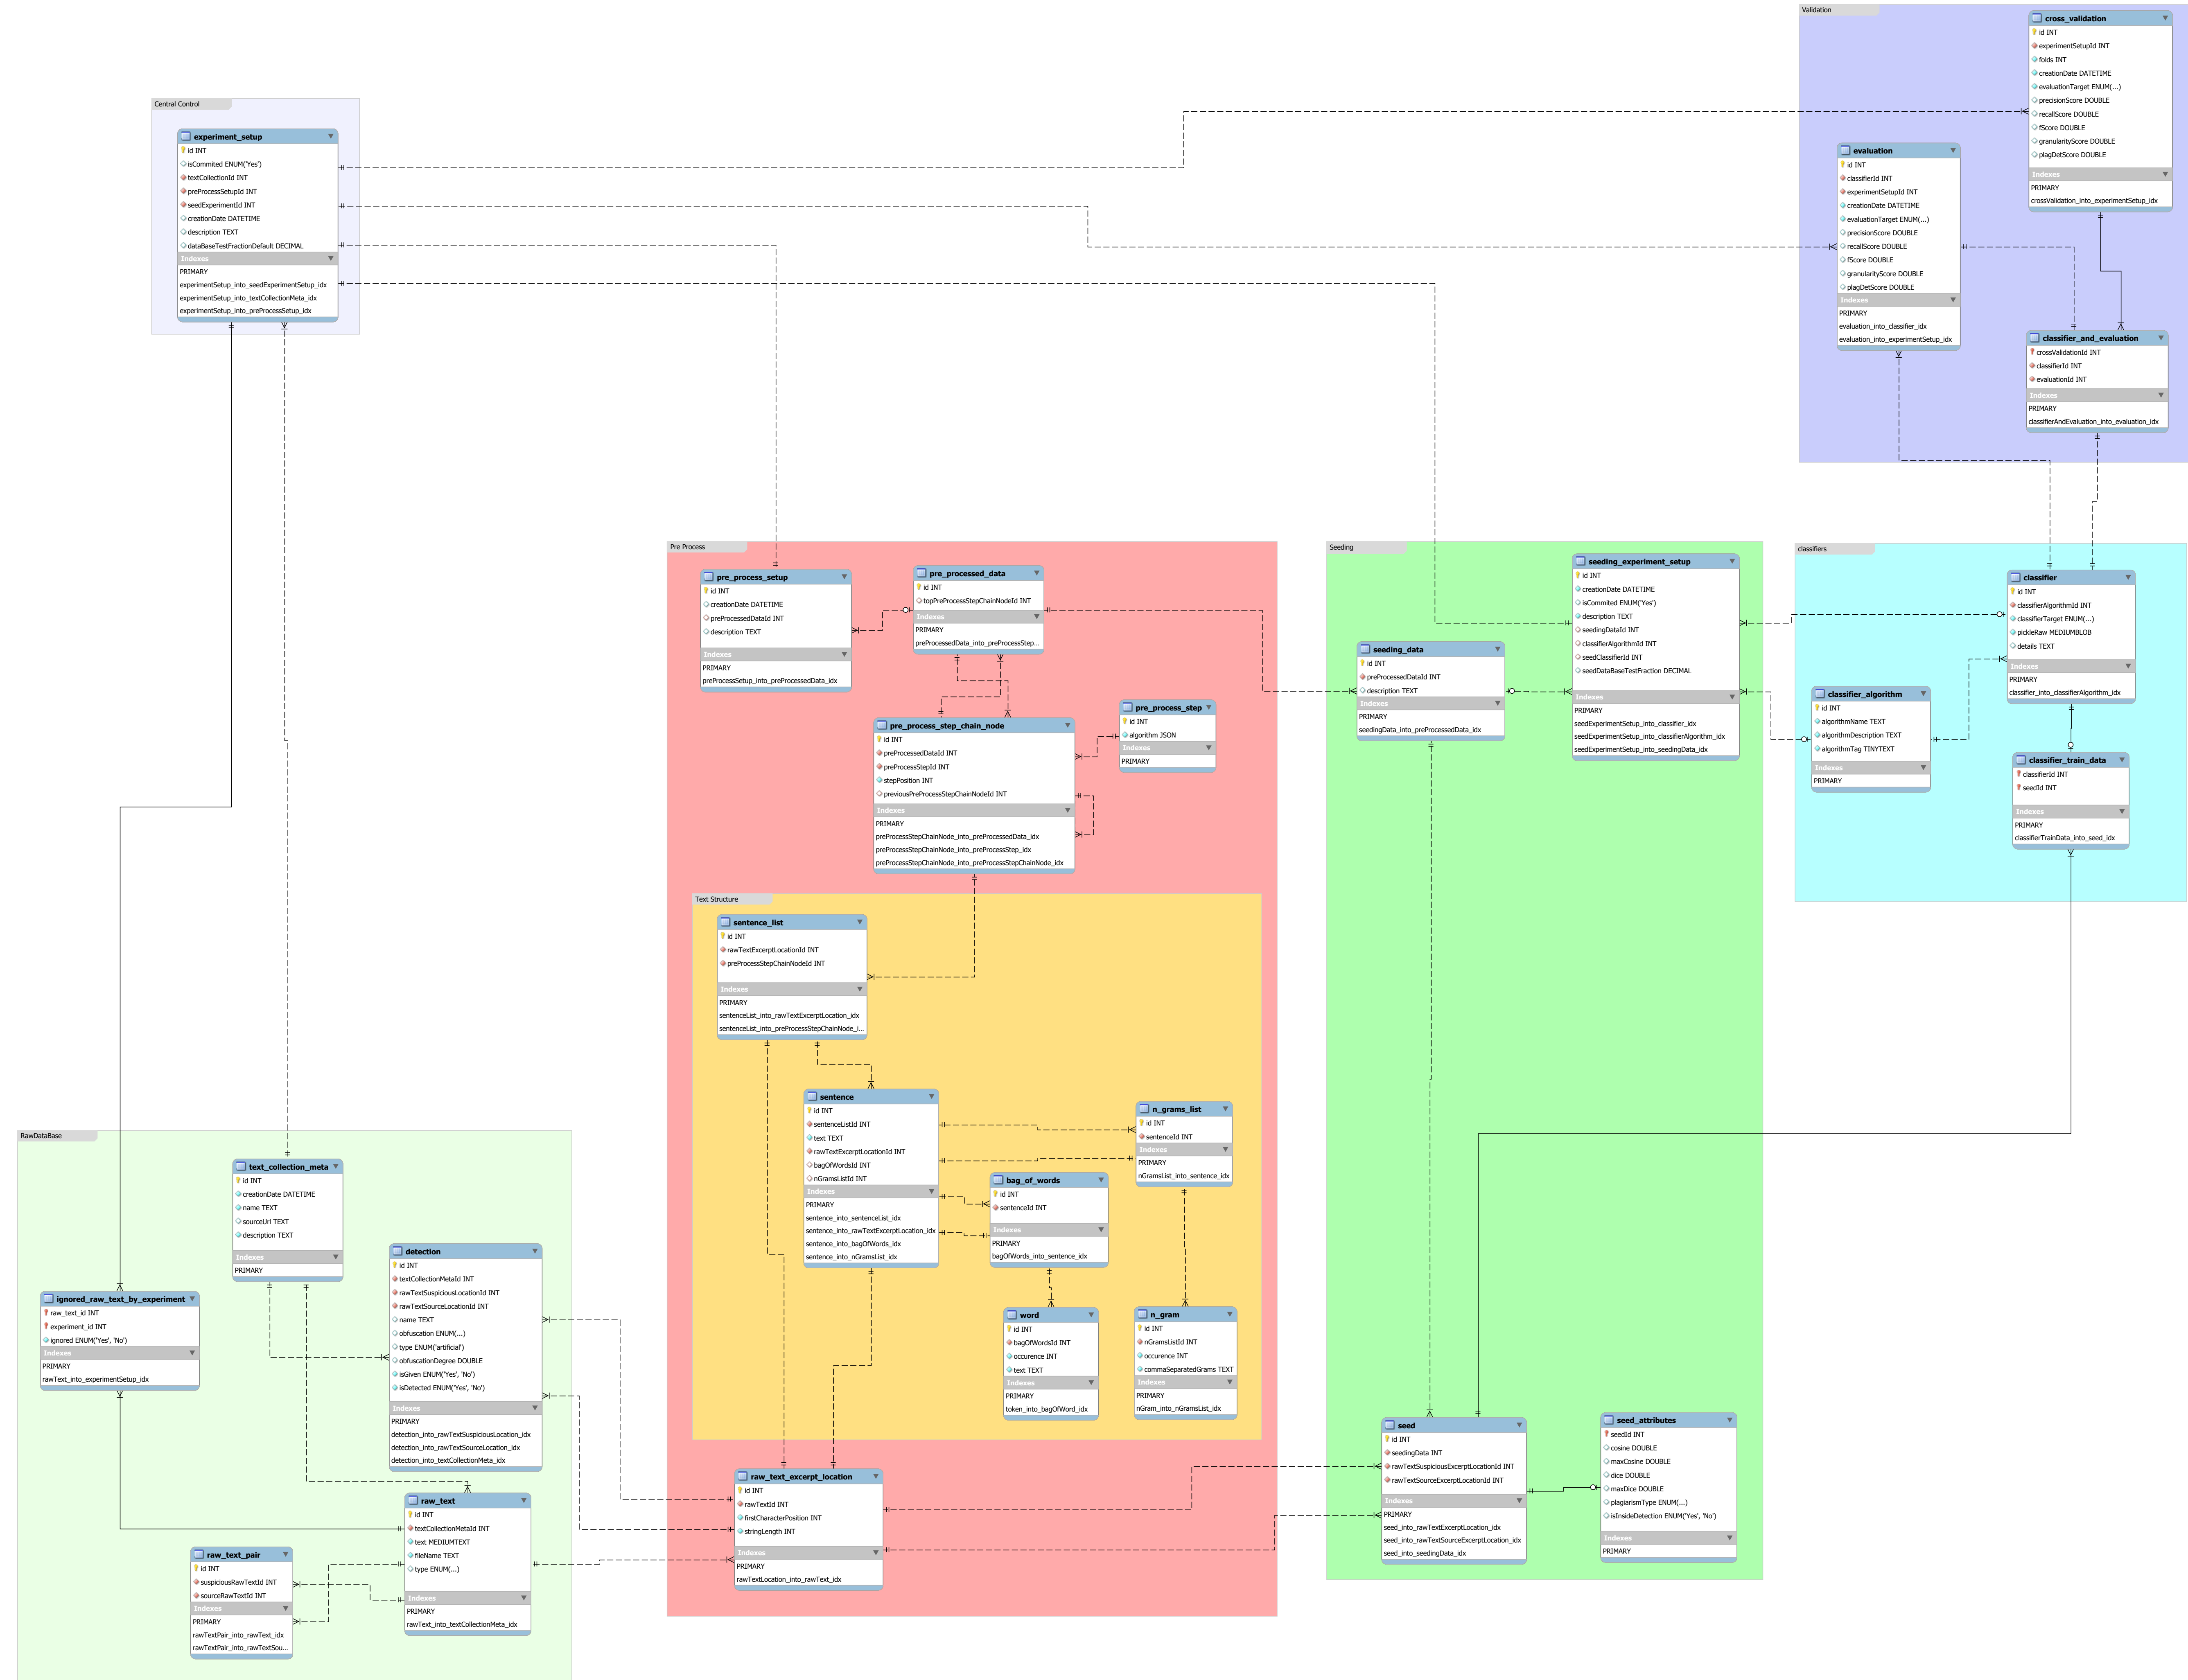 Validation
cross_validation
id INT
experimentSetupId INT
folds INT
creationDate DATETIME
evaluationTarget ENUM(...)
precisionScore DOUBLE
recallScore DOUBLE
fScore DOUBLE
granularityScore DOUBLE
plagDetScore DOUBLE
Indexes
PRIMARY
crossValidation_into_experimentSetup_idx
evaluation
id INT
classifierId INT
experimentSetupId INT
creationDate DATETIME
evaluationTarget ENUM(...)
precisionScore DOUBLE
recallScore DOUBLE
fScore DOUBLE
granularityScore DOUBLE
plagDetScore DOUBLE
Indexes
PRIMARY
evaluation_into_classifier_idx
evaluation_into_experimentSetup_idx
classifier_and_evaluation
crossValidationId INT
classifierId INT
evaluationId INT
Indexes
PRIMARY
classifierAndEvaluation_into_evaluation_idx
Central Control
experiment_setup
id INT
isCommited ENUM('Yes')
textCollectionId INT
preProcessSetupId INT
seedExperimentId INT
creationDate DATETIME
description TEXT
dataBaseTestFractionDefault DECIMAL
Indexes
PRIMARY
experimentSetup_into_seedExperimentSetup_idx
experimentSetup_into_textCollectionMeta_idx
experimentSetup_into_preProcessSetup_idx
Pre Process
pre_process_setup
id INT
creationDate DATETIME
preProcessedDataId INT
description TEXT
Indexes
PRIMARY
preProcessSetup_into_preProcessedData_idx
pre_processed_data
id INT
topPreProcessStepChainNodeId INT
Indexes
PRIMARY
preProcessedData_into_preProcessStep...
pre_process_step_chain_node
id INT
preProcessedDataId INT
preProcessStepId INT
stepPosition INT
previousPreProcessStepChainNodeId INT
Indexes
PRIMARY
preProcessStepChainNode_into_preProcessedData_idx
preProcessStepChainNode_into_preProcessStep_idx
preProcessStepChainNode_into_preProcessStepChainNode_idx
pre_process_step
id INT
algorithm JSON
Indexes
PRIMARY
Text Structure
sentence_list
id INT
rawTextExcerptLocationId INT
preProcessStepChainNodeId INT
Indexes
PRIMARY
sentenceList_into_rawTextExcerptLocation_idx
sentenceList_into_preProcessStepChainNode_i...
sentence
id INT
sentenceListId INT
text TEXT
rawTextExcerptLocationId INT
bagOfWordsId INT
nGramsListId INT
Indexes
PRIMARY
sentence_into_sentenceList_idx
sentence_into_rawTextExcerptLocation_idx
sentence_into_bagOfWords_idx
sentence_into_nGramsList_idx
n_grams_list
id INT
sentenceId INT
Indexes
PRIMARY
nGramsList_into_sentence_idx
bag_of_words
id INT
sentenceId INT
Indexes
PRIMARY
bagOfWords_into_sentence_idx
word
id INT
bagOfWordsId INT
occurence INT
text TEXT
Indexes
PRIMARY
token_into_bagOfWord_idx
n_gram
id INT
nGramsListId INT
occurence INT
commaSeparatedGrams TEXT
Indexes
PRIMARY
nGram_into_nGramsList_idx
raw_text_excerpt_location
id INT
rawTextId INT
firstCharacterPosition INT
stringLength INT
Indexes
PRIMARY
rawTextLocation_into_rawText_idx
Seeding
seeding_experiment_setup
id INT
creationDate DATETIME
isCommited ENUM('Yes')
description TEXT
seedingDataId INT
classifierAlgorithmId INT
seedClassifierId INT
seedDataBaseTestFraction DECIMAL
Indexes
PRIMARY
seedExperimentSetup_into_classifier_idx
seedExperimentSetup_into_classifierAlgorithm_idx
seedExperimentSetup_into_seedingData_idx
seeding_data
id INT
preProcessedDataId INT
description TEXT
Indexes
PRIMARY
seedingData_into_preProcessedData_idx
seed
id INT
seedingData INT
rawTextSuspiciousExcerptLocationId INT
rawTextSourceExcerptLocationId INT
Indexes
PRIMARY
seed_into_rawTextExcerptLocation_idx
seed_into_rawTextSourceExcerptLocation_idx
seed_into_seedingData_idx
seed_attributes
seedId INT
cosine DOUBLE
maxCosine DOUBLE
dice DOUBLE
maxDice DOUBLE
plagiarismType ENUM(...)
isInsideDetection ENUM('Yes', 'No')
Indexes
PRIMARY
classifiers
classifier
id INT
classifierAlgorithmId INT
classifierTarget ENUM(...)
pickleRaw MEDIUMBLOB
details TEXT
Indexes
PRIMARY
classifier_into_classifierAlgorithm_idx
classifier_algorithm
id INT
algorithmName TEXT
algorithmDescription TEXT
algorithmTag TINYTEXT
Indexes
PRIMARY
classifier_train_data
classifierId INT
seedId INT
Indexes
PRIMARY
classifierTrainData_into_seed_idx
RawDataBase
text_collection_meta
id INT
creationDate DATETIME
name TEXT
sourceUrl TEXT
description TEXT
Indexes
PRIMARY
detection
id INT
textCollectionMetaId INT
rawTextSuspiciousLocationId INT
rawTextSourceLocationId INT
name TEXT
obfuscation ENUM(...)
type ENUM('artificial')
obfuscationDegree DOUBLE
isGiven ENUM('Yes', 'No')
isDetected ENUM('Yes', 'No')
Indexes
PRIMARY
detection_into_rawTextSuspiciousLocation_idx
detection_into_rawTextSourceLocation_idx
detection_into_textCollectionMeta_idx
ignored_raw_text_by_experiment
raw_text_id INT
experiment_id INT
ignored ENUM('Yes', 'No')
Indexes
PRIMARY
rawText_into_experimentSetup_idx
raw_text
id INT
textCollectionMetaId INT
text MEDIUMTEXT
fileName TEXT
type ENUM(...)
Indexes
PRIMARY
rawText_into_textCollectionMeta_idx
raw_text_pair
id INT
suspiciousRawTextId INT
sourceRawTextId INT
Indexes
PRIMARY
rawTextPair_into_rawText_idx
rawTextPair_into_rawTextSou...